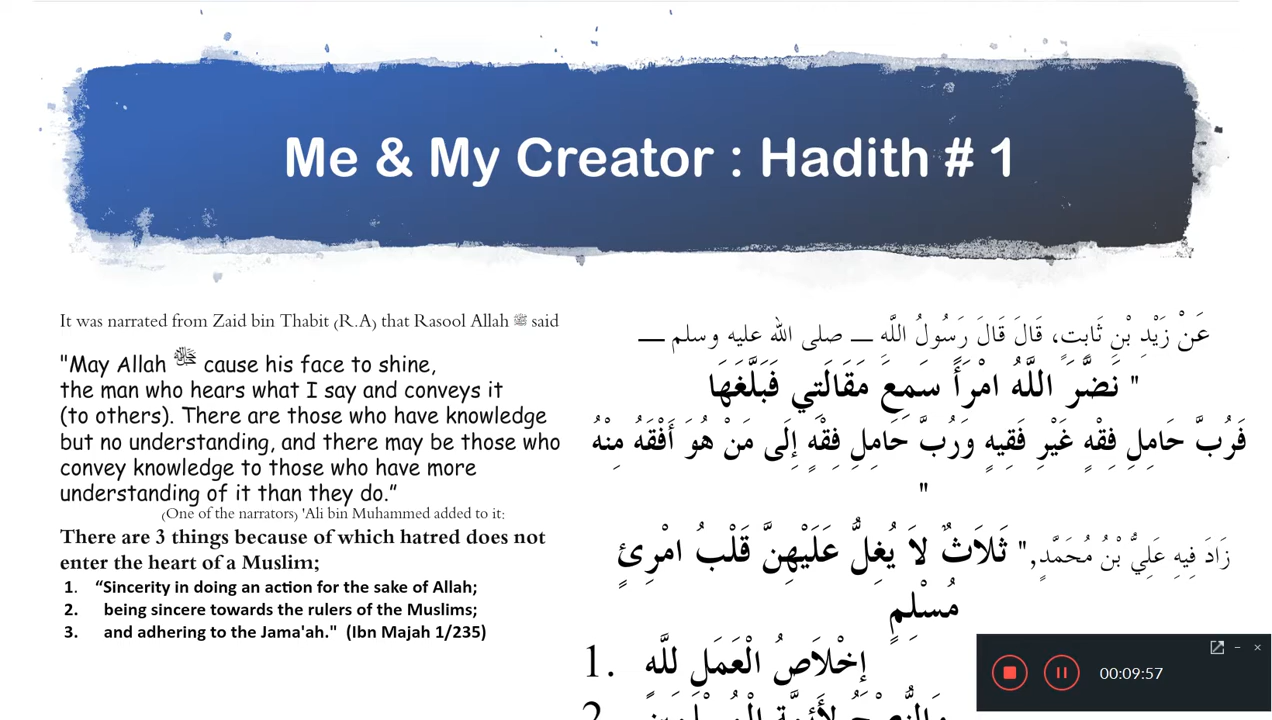 Me & My Creator : Hadith # 1
It was narrated from Zaid bin Thabit (R.A) that Rasool Allah ﷺ said
"May Allah ﷻ cause his face to shine,
the man who hears what I say and conveys it
(to others). There are those who have knowledge
but no understanding, and there may be those who
convey knowledge to those who have more
understanding of it than they do.”
(One of the narrators) 'Ali bin Muhammed added to it:
There are 3 things because of which hatred does not
enter the heart of a Muslim;
1. “Sincerity in doing an action for the sake of Allah;
2. being sincere towards the rulers of the Muslims;
3. and adhering to the Jama'ah." (Ibn Majah 1/235)
عَنْ زَيْدِ بْنِ ثَابِتٍ، قَالَ قَالَ رَسُولُ اللَّهِ ـ صلى الله عليه وسلم ـ
" نَضَّرَ اللَّهُ امْرَأً سَمِعَ مَقَالَتِي فَبَلَّغَهَا
فَرُبَّ حَامِلِ فِقْهٍ غَيْرِ فَقِيهٍ وَرُبَّ حَامِلِ فِقْهٍ إِلَى مَنْ هُوَ أَفْقَهُ مِنْهُ
"
زَادَ فِيهِ عَلِيُّ بْنُ مُحَمَّدٍ, " ثَلاَثٌ لاَ يُغِلُّ عَلَيْهِنَّ قَلْبُ امْرِئٍ
مُسْلِمٍ
1. إِخْلاَصُ الْعَمَلِ لِلَّهِ
2. وَالنُّصْحُ لأَئِمَّةِ الْمُسْلِمِينَ
00:09:57